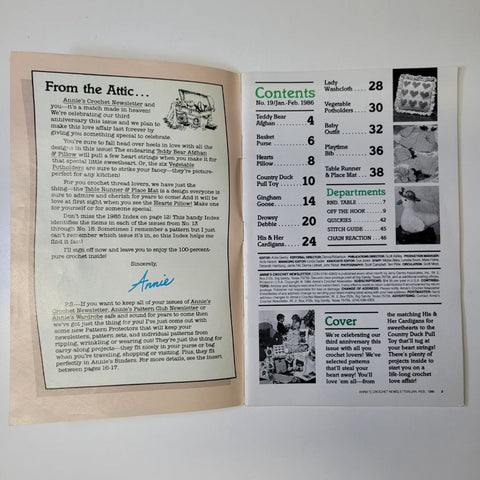 From the Attic...
Annie's Crochet Newsletter and
you—it's a match made in heaven!
We're celebrating our third
anniversary this issue and we plan to
make this love affair last forever by
giving you something special to celebrate.
You're sure to fall head over heels in love with all the
designs in this issue! The endearing Teddy Bear Afghan
& Pillow will pull a few heart strings when you make it for
that special little sweetheart. Or, the six Vegetable
Potholders are sure to strike your fancy—they're picture-
perfect for any kitchen!
For you crochet thread lovers, we have just the
thing—the Table Runner & Place Mat is a design everyone is
sure to admire and cherish for years to come! And it will be
love at first sight when you see the Hearts Pillow! Make one
for yourself or for someone special!
Don't miss the 1985 Index on page 12! This handy Index
identifies the items in each of the issues from No. 13
through No. 18. Sometimes I remember a pattern but I just
can't remember which issue it's in, so this Index helps me
find it fast!
I'll sign off now and leave you to enjoy the 100-percent-
pure crochet inside!
Sincerely,
Annie
P.S.—If you want to keep all of your issues of Annie's
Crochet Newsletter, Annie's Pattern Club Newsletter or
Annie's Wardrobe safe and sound for years to come then
we've got just the thing for you! I've just come out with
some new Pattern Protectors that will keep your
newsletters, pattern sets, and individual patterns from
ripping, wrinkling or wearing out! They're just the thing for
carry-along projects—they fit nicely in your purse or bag
when you're traveling, shopping or visiting. Plus, they fit
perfectly in Annie's Binders. For more details, see the insert
between pages 16-17.
Contents
No. 19/Jan.-Feb. 1986
Teddy Bear
Afghan 4
Basket
Purse 6
Hearts
Pillow 8
Country Duck
Pull Toy 10
Gingham
Goose 14
Drowsy
Debbie 20
His & Her
Cardigans 24
Lady
Washcloth 28
Vegetable
Potholders 30
Baby
Outfit 32
Playtime
Bib 36
Table Runner
& Place Mat 38
Departments
RND. TABLE 7
OFF THE HOOK 9
QUICKIES 42
STITCH GUIDE 45
CHAIN REACTION 46
Cover
We're celebrating our
third anniversary this
issue with all you
crochet lovers! We've
selected patterns
that'll steal your
heart away! You'll
love 'em all—from
the matching His &
Her Cardigans for
sweethearts to the
Country Duck Pull
Toy that'll tug at
your heart strings!
There's plenty of
projects inside to
start you on a
life-long crochet
love affair!
ANNIE'S CROCHET NEWSLETTER/JAN.-FEB. 1986 3